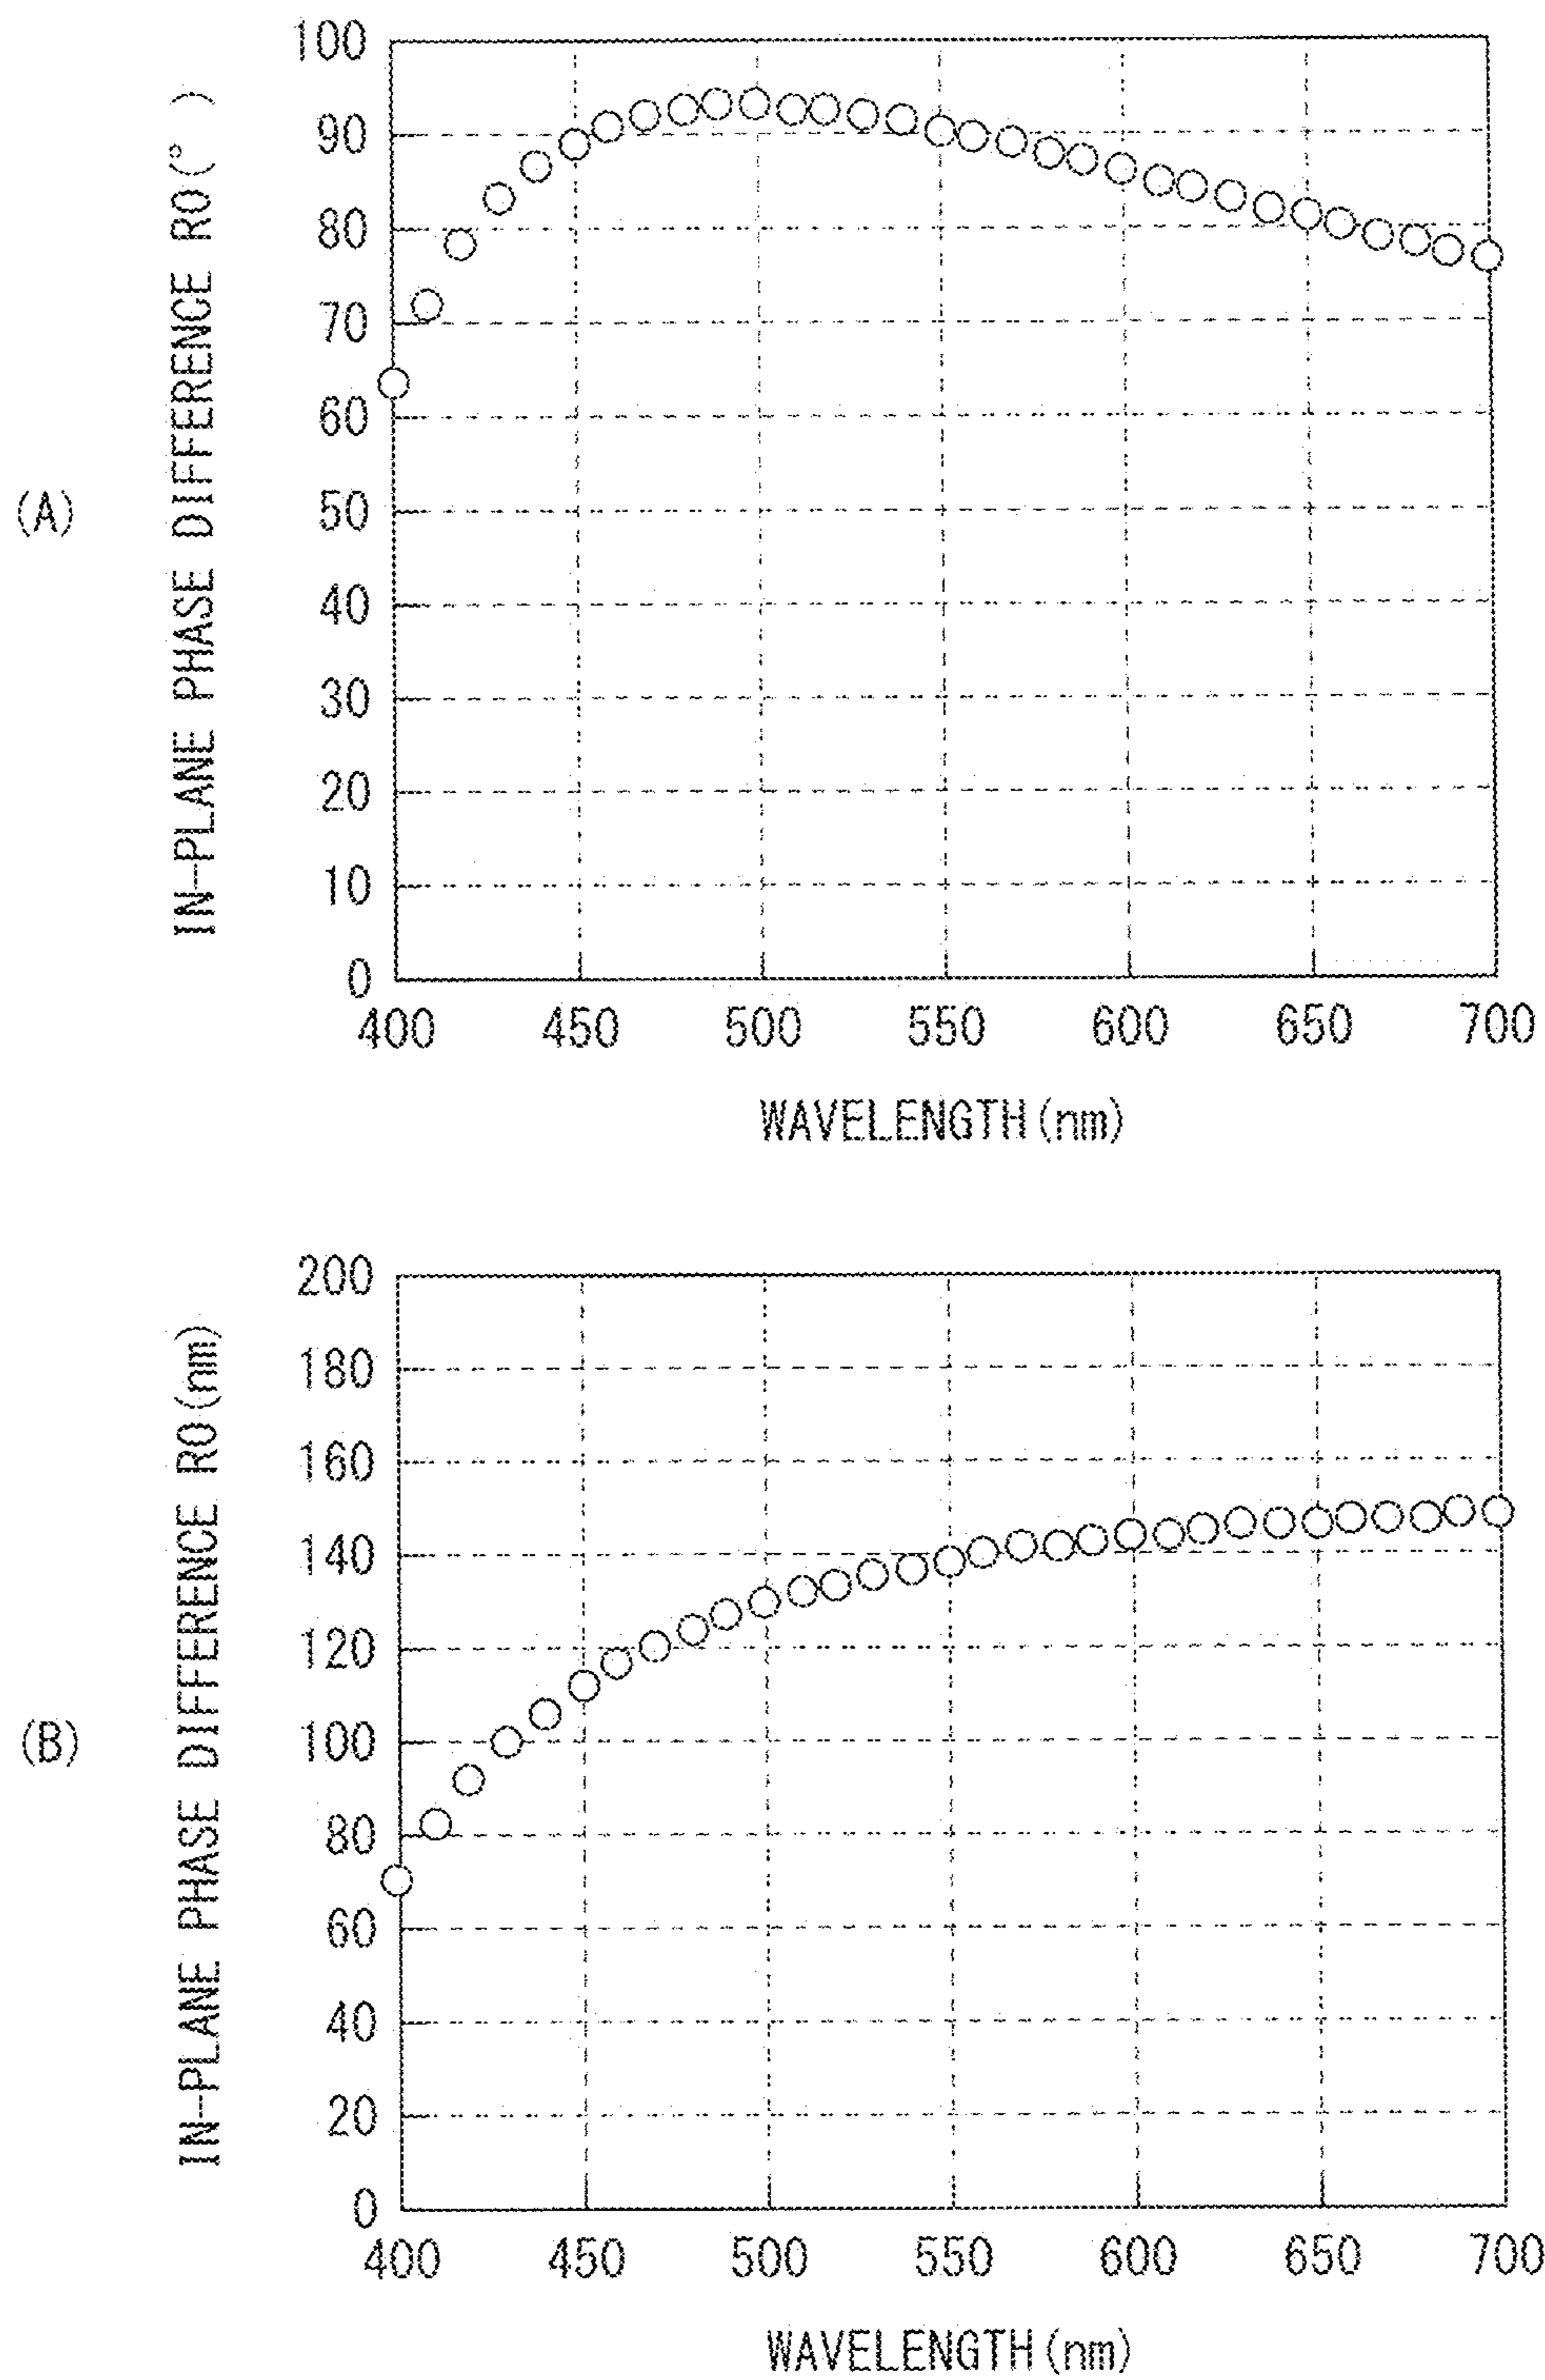 (A)
IN-PLANE PHASE DIFFERENCE R0(°)
100
90
80
70
60
50
40
30
20
10
0
400 450 500 550 600 650 700
WAVELENGTH(nm)
(B)
IN-PLANE PHASE DIFFERENCE R0(nm)
200
180
160
140
120
100
80
60
40
20
0
400 450 500 550 600 650 700
WAVELENGTH(nm)